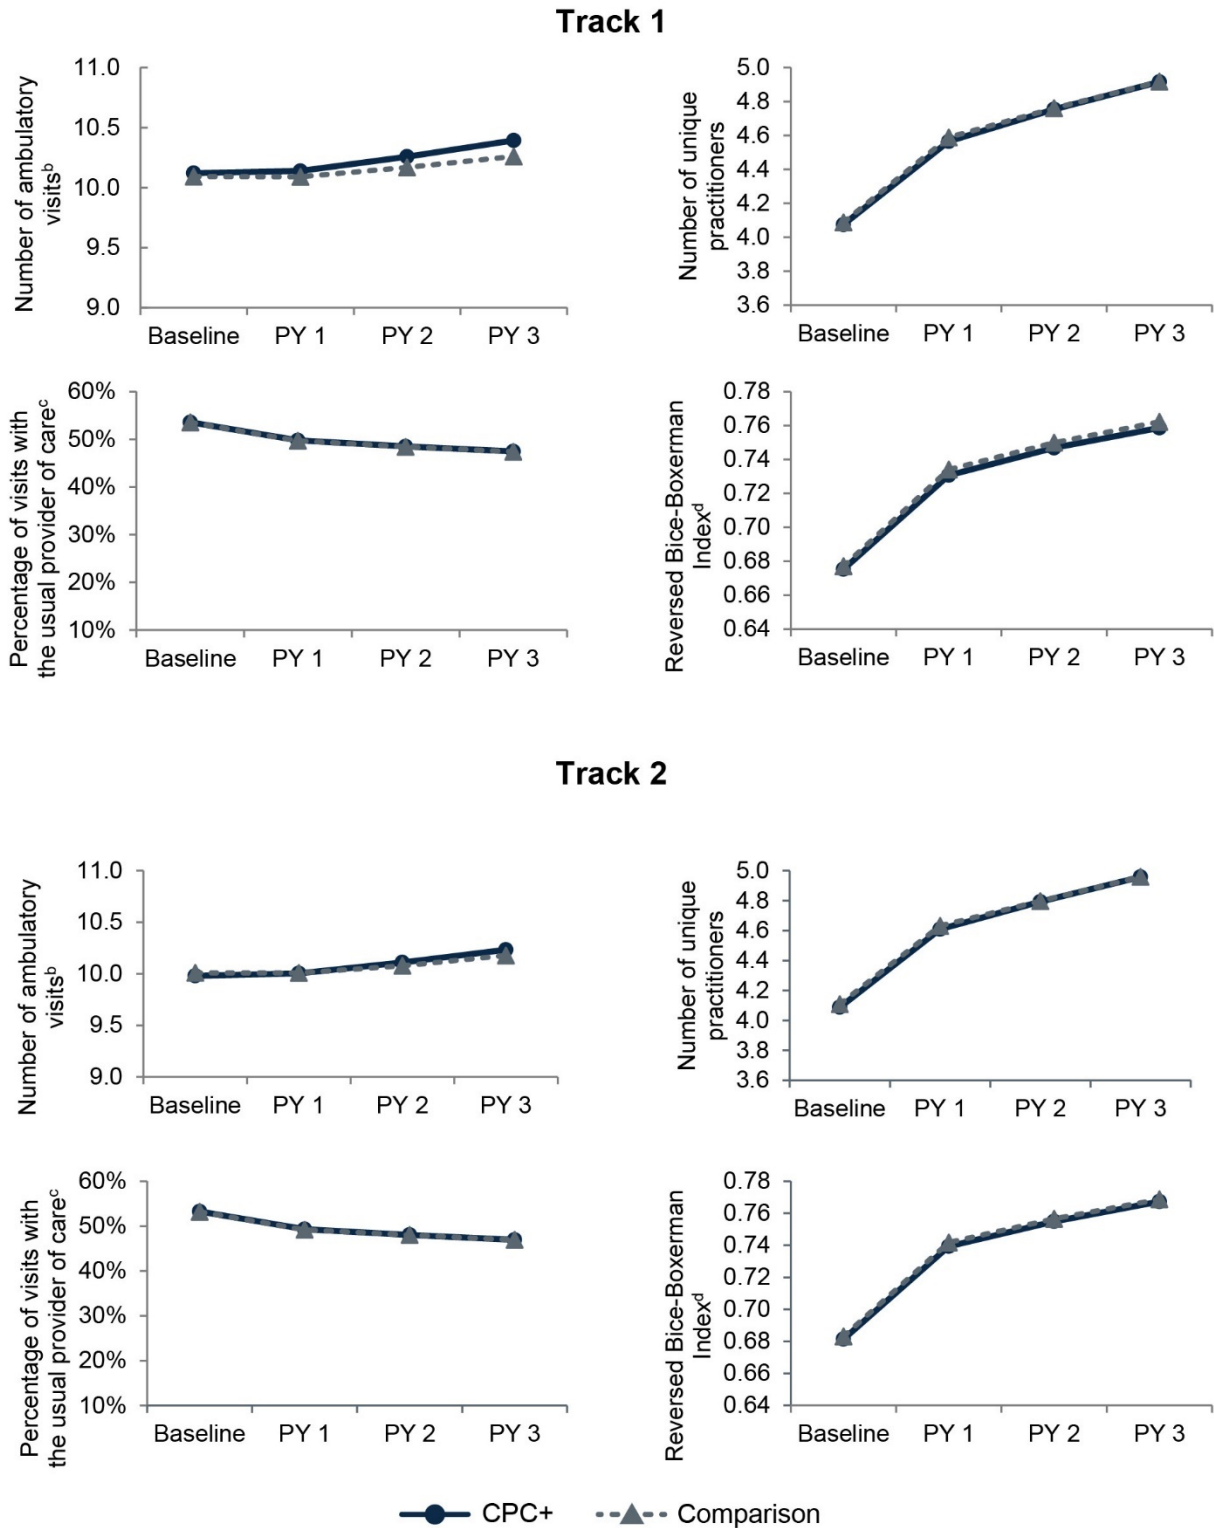 Track 1
Number of ambulatory
visitsᵇ
11.0
10.5
10.0
9.5
9.0
Baseline PY 1 PY 2 PY 3
Number of unique
practitioners
5.0
4.8
4.6
4.4
4.2
4.0
3.8
3.6
Baseline PY 1 PY 2 PY 3
Percentage of visits with
the usual provider of careᶜ
60%
50%
40%
30%
20%
10%
Baseline PY 1 PY 2 PY 3
Reversed Bice-Boxerman
Indexᵈ
0.78
0.76
0.74
0.72
0.70
0.68
0.66
0.64
Baseline PY 1 PY 2 PY 3
Track 2
Number of ambulatory
visitsᵇ
11.0
10.5
10.0
9.5
9.0
Baseline PY 1 PY 2 PY 3
Number of unique
practitioners
5.0
4.8
4.6
4.4
4.2
4.0
3.8
3.6
Baseline PY 1 PY 2 PY 3
Percentage of visits with
the usual provider of careᶜ
60%
50%
40%
30%
20%
10%
Baseline PY 1 PY 2 PY 3
Reversed Bice-Boxerman
Indexᵈ
0.78
0.76
0.74
0.72
0.70
0.68
0.66
0.64
Baseline PY 1 PY 2 PY 3
CPC+ Comparison